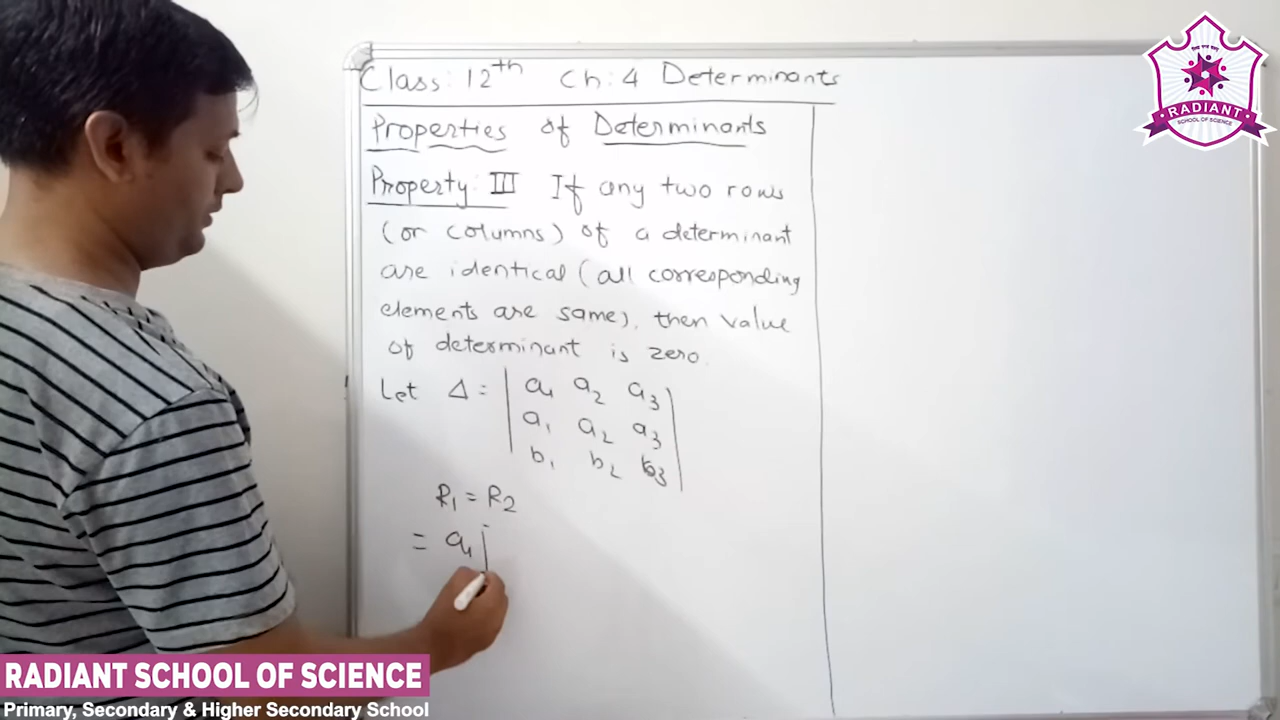 Class: 12th Ch: 4 Determinants
Properties of Determinants
Property: III If any two rows
(or columns) of a determinant
are identical (all corresponding
elements are same), then value
of determinant is zero.
Let Δ = | a₁ a₂ a₃ |
| a₁ a₂ a₃ |
| b₁ b₂ b₃ |
R₁ = R₂
= a₁ |
RADIANT
SCHOOL OF SCIENCE
RADIANT SCHOOL OF SCIENCE
Primary, Secondary & Higher Secondary School